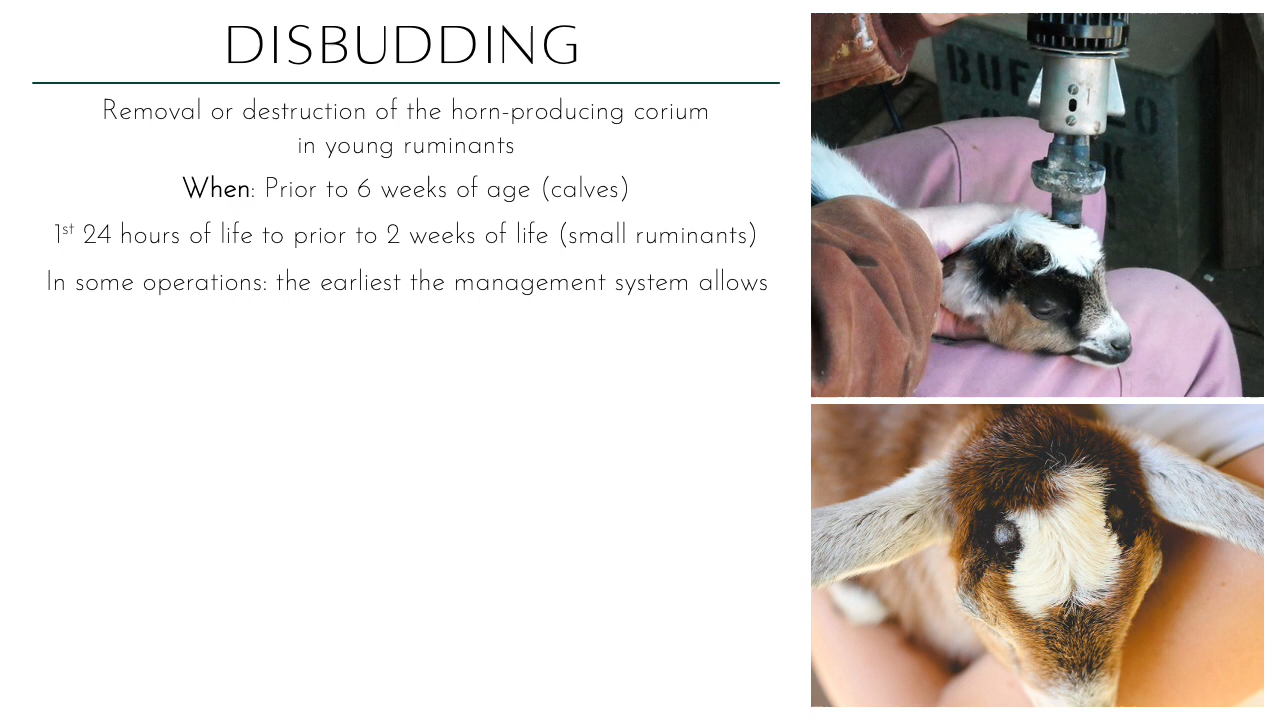 DISBUDDING
Removal or destruction of the horn-producing corium
in young ruminants
When: Prior to 6 weeks of age (calves)
1st 24 hours of life to prior to 2 weeks of life (small ruminants)
In some operations: the earliest the management system allows
BUF LO